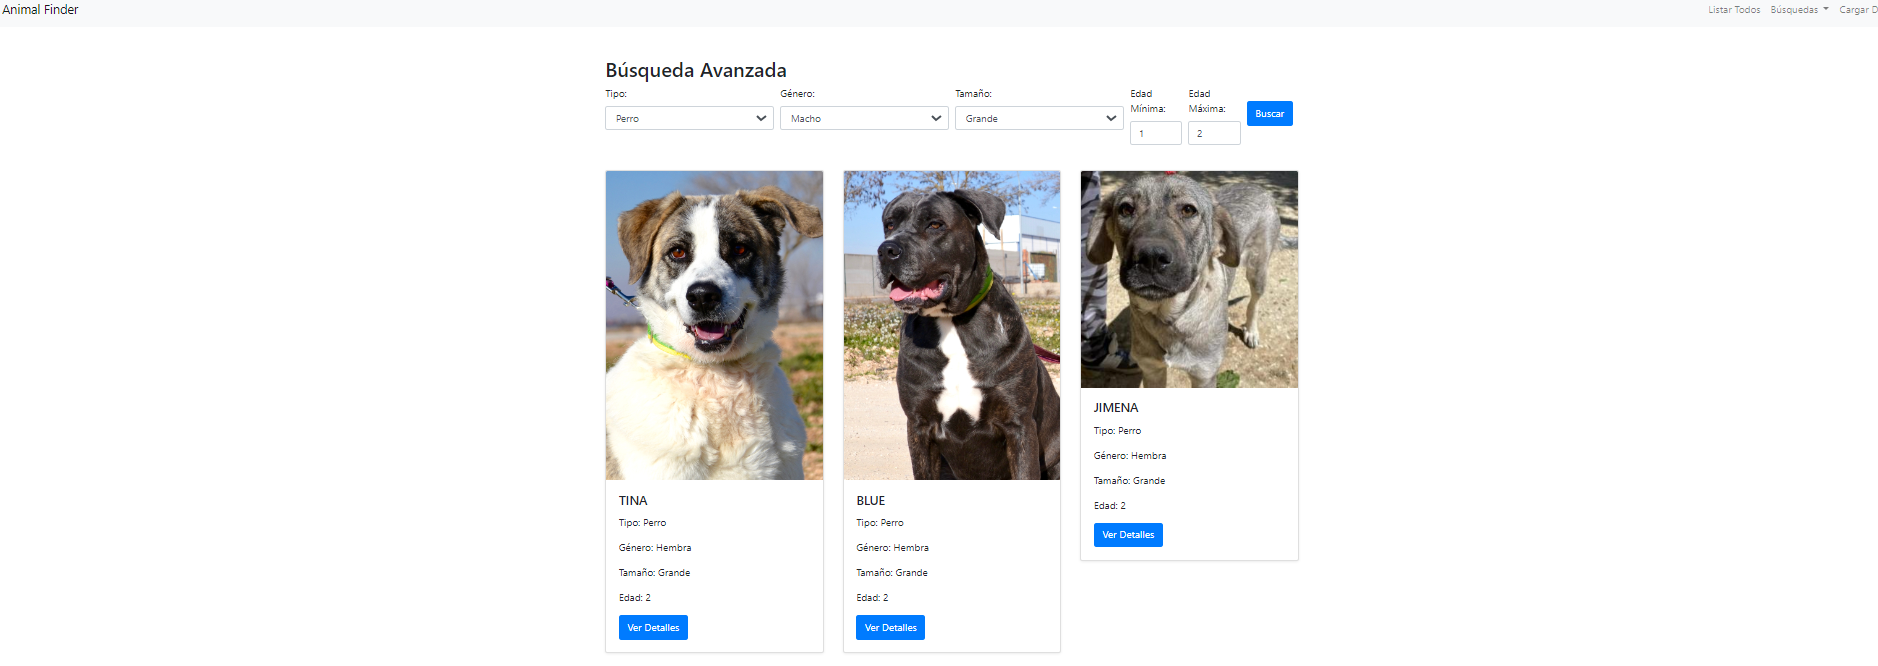 Animal Finder
Listar Todos
Búsquedas
Cargar D
Búsqueda Avanzada
Tipo:
Género:
Tamaño:
Edad
Mínima:
Edad
Máxima:
Perro
Macho
Grande
1
2
Buscar
TINA
Tipo: Perro
Género: Hembra
Tamaño: Grande
Edad: 2
Ver Detalles
BLUE
Tipo: Perro
Género: Hembra
Tamaño: Grande
Edad: 2
Ver Detalles
JIMENA
Tipo: Perro
Género: Hembra
Tamaño: Grande
Edad: 2
Ver Detalles